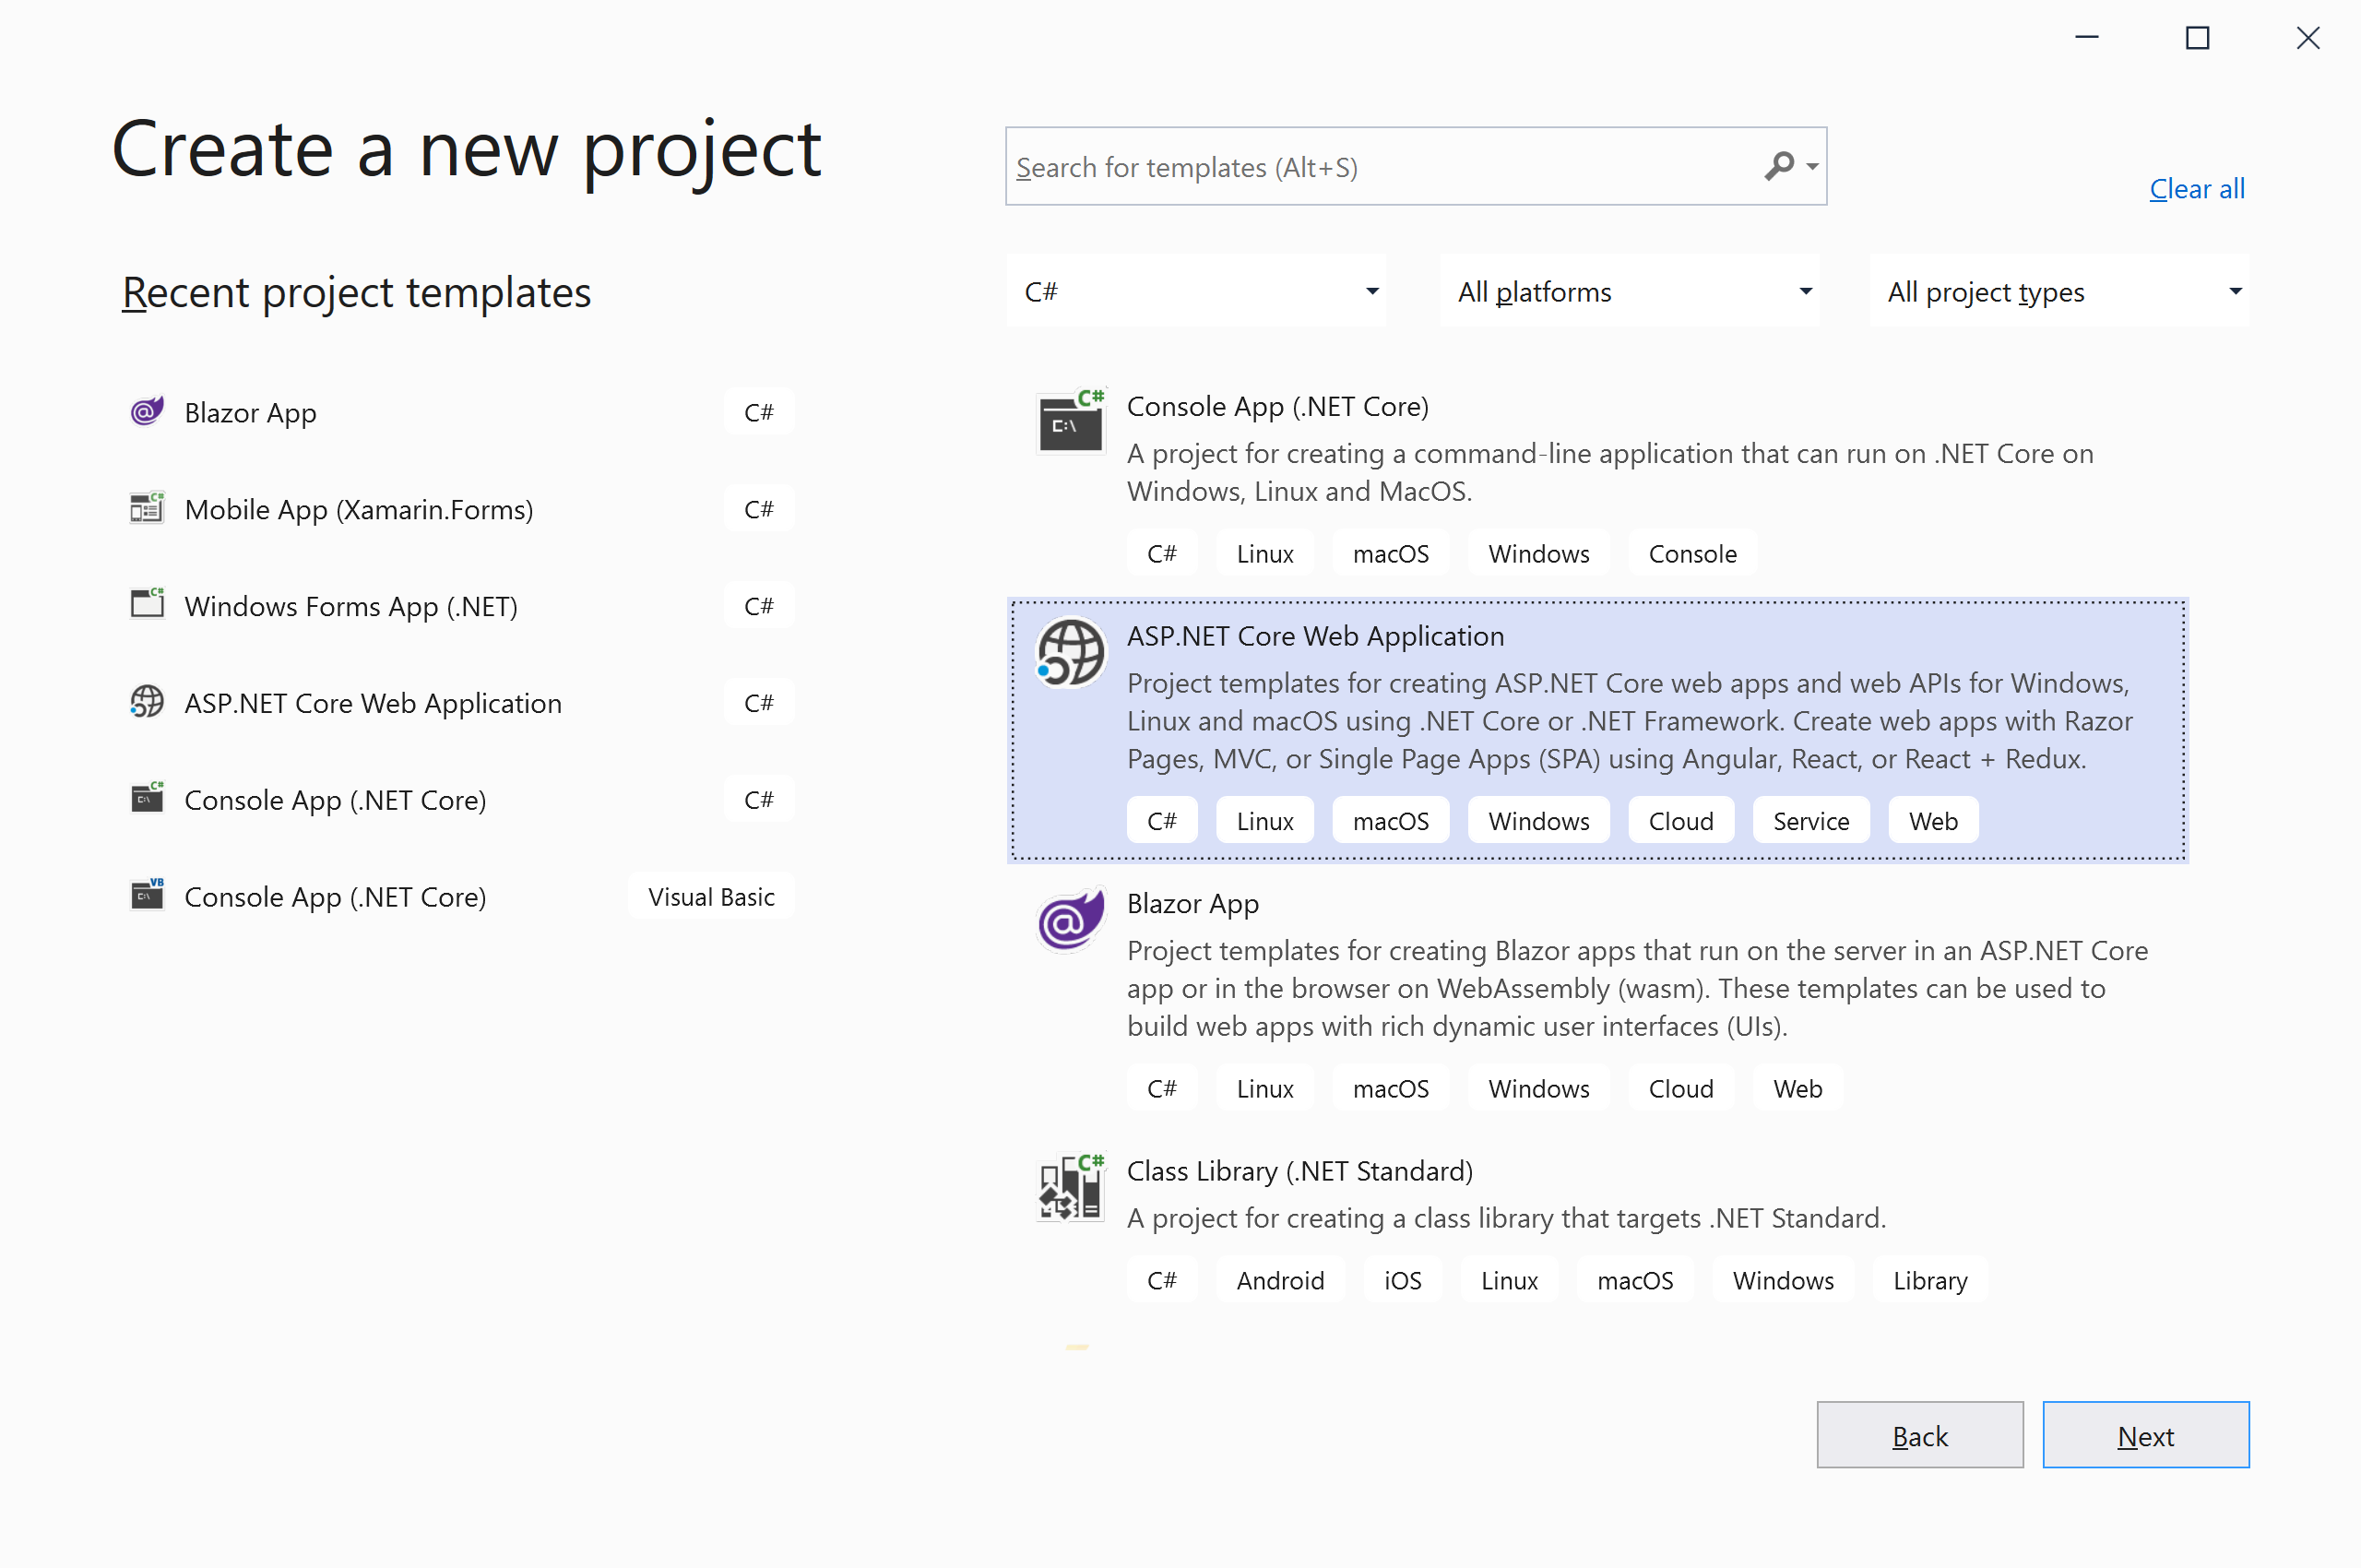 Create a new project
Search for templates (Alt+S)
Clear all
Recent project templates
C#
All platforms
All project types
Blazor App
C#
Mobile App (Xamarin.Forms)
C#
Windows Forms App (.NET)
C#
ASP.NET Core Web Application
C#
Console App (.NET Core)
C#
Console App (.NET Core)
Visual Basic
Console App (.NET Core)
A project for creating a command-line application that can run on .NET Core on
Windows, Linux and MacOS.
C# Linux macOS Windows Console
ASP.NET Core Web Application
Project templates for creating ASP.NET Core web apps and web APIs for Windows,
Linux and macOS using .NET Core or .NET Framework. Create web apps with Razor
Pages, MVC, or Single Page Apps (SPA) using Angular, React, or React + Redux.
C# Linux macOS Windows Cloud Service Web
Blazor App
Project templates for creating Blazor apps that run on the server in an ASP.NET Core
app or in the browser on WebAssembly (wasm). These templates can be used to
build web apps with rich dynamic user interfaces (UIs).
C# Linux macOS Windows Cloud Web
Class Library (.NET Standard)
A project for creating a class library that targets .NET Standard.
C# Android iOS Linux macOS Windows Library
Back
Next